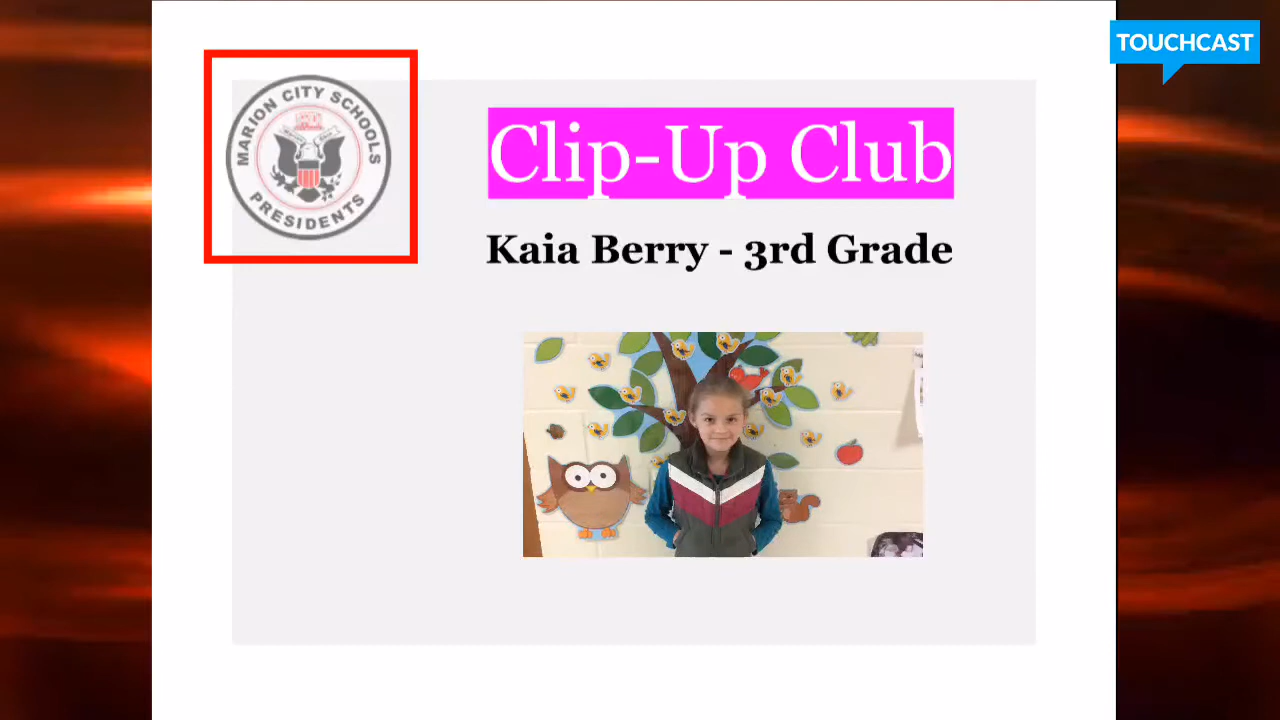 TOUCHCAST
MARION CITY SCHOOLS
PRESIDENTS
Clip-Up Club
Kaia Berry - 3rd Grade